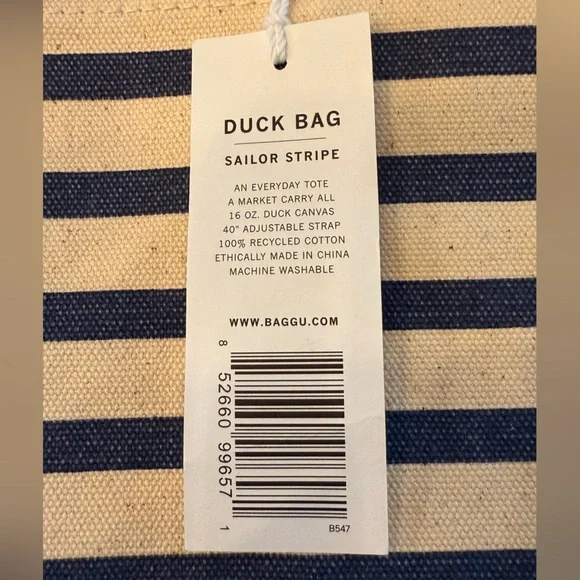 DUCK BAG
SAILOR STRIPE
AN EVERYDAY TOTE
A MARKET CARRY ALL
16 OZ. DUCK CANVAS
40" ADJUSTABLE STRAP
100% RECYCLED COTTON
ETHICALLY MADE IN CHINA
MACHINE WASHABLE
WWW.BAGGU.COM
8 52660 99657 1
B547